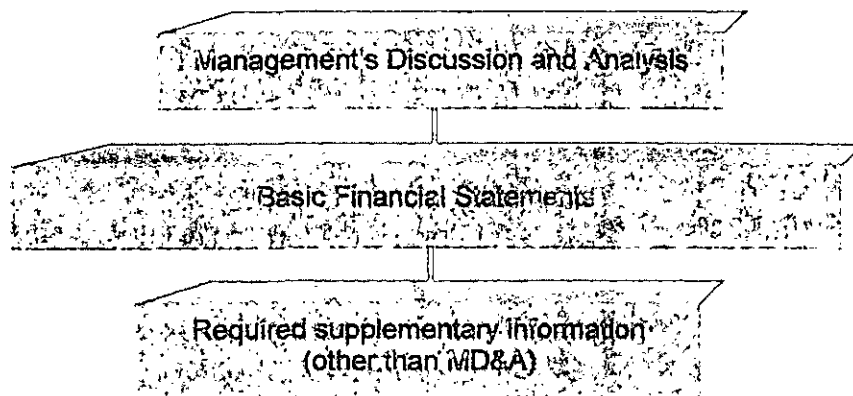 Management's Discussion and Analysis
Basic Financial Statements
Required supplementary information
(other than MD&A)